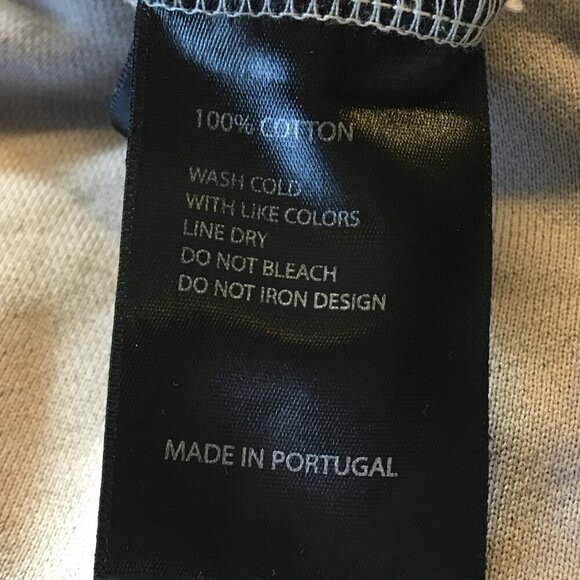 100% COTTON
WASH COLD
WITH LIKE COLORS
LINE DRY
DO NOT BLEACH
DO NOT IRON DESIGN
MADE IN PORTUGAL